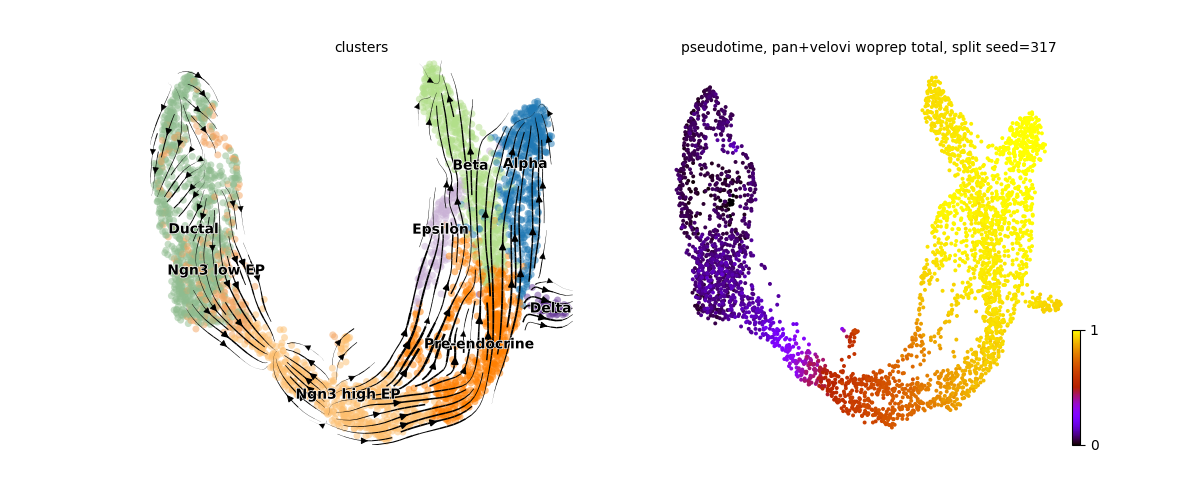 clusters
pseudotime, pan+velovi woprep total, split seed=317
Beta
Alpha
Ductal
Epsilon
Ngn3 low EP
Delta
Pre-endocrine
Ngn3 high EP
1
0